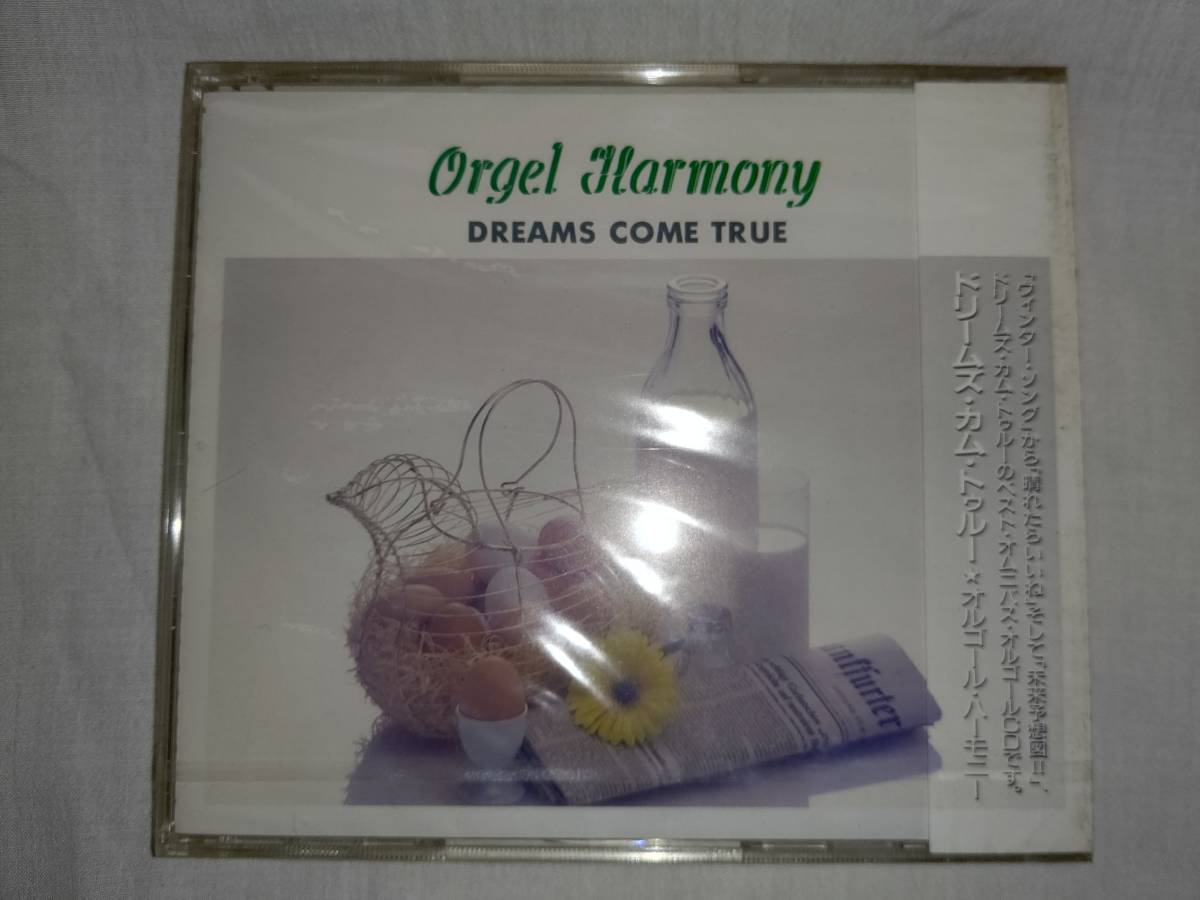 Orgel Harmony
DREAMS COME TRUE
「ウィンター・ソング」から「晴れたらいいね」そして「未来予想図II」、
ドリームズ・カム・トゥルーのベスト・オムニバス・オルゴールCDです。
ドリームズ・カム・トゥルー★オルゴール・ハーモニー
nffurter